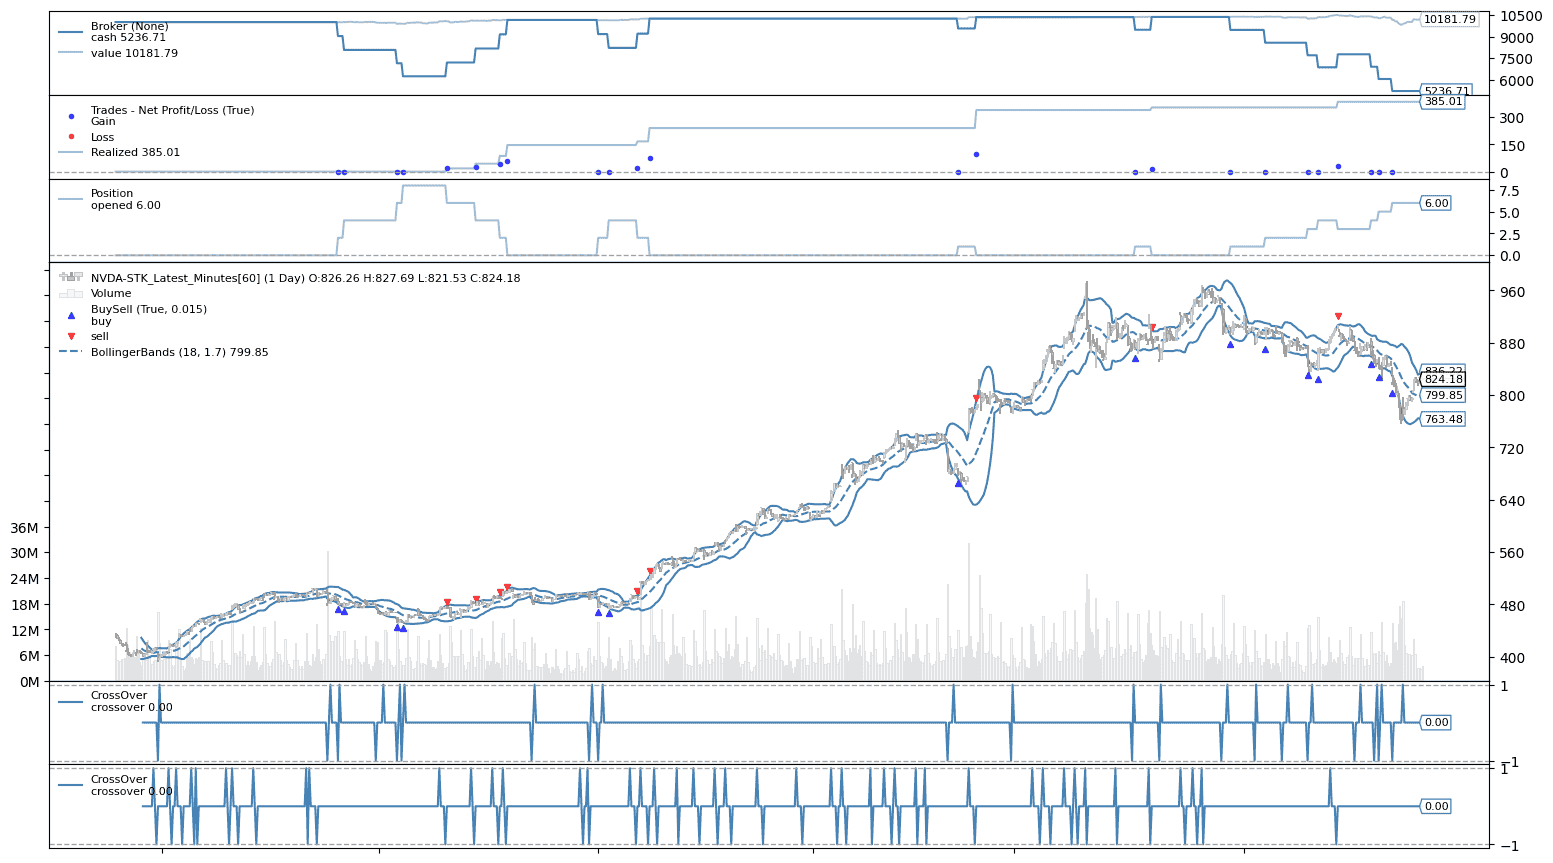 Broker (None)
cash 5236.71
value 10181.79
10500
10181.79
9000
7500
6000
5236.71
Trades - Net Profit/Loss (True)
Gain
Loss
Realized 385.01
385.01
300
150
0
Position
opened 6.00
7.5
6.00
5.0
2.5
0.0
NVDA-STK_Latest_Minutes[60] (1 Day) O:826.26 H:827.69 L:821.53 C:824.18
Volume
BuySell (True, 0.015)
buy
sell
BollingerBands (18, 1.7) 799.85
960
880
836.22
824.18
800
799.85
763.48
720
640
560
480
400
36M
30M
24M
18M
12M
6M
0M
CrossOver
crossover 0.00
1
0.00
−1
CrossOver
crossover 0.00
1
0.00
−1